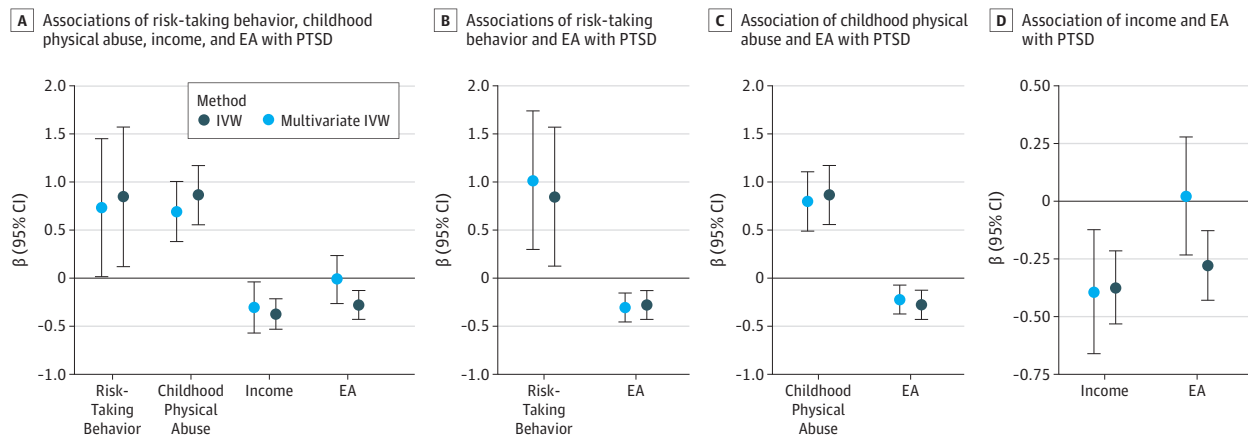 A Associations of risk-taking behavior, childhood
physical abuse, income, and EA with PTSD
2.0
1.5
1.0
0.5
0
-0.5
-1.0
β (95% CI)
Method
IVW Multivariate IVW
Risk-
Taking
Behavior
Childhood
Physical
Abuse
Income
EA
B Associations of risk-taking
behavior and EA with PTSD
2.0
1.5
1.0
0.5
0
-0.5
-1.0
β (95% CI)
Risk-
Taking
Behavior
EA
C Association of childhood physical
abuse and EA with PTSD
2.0
1.5
1.0
0.5
0
-0.5
-1.0
β (95% CI)
Childhood
Physical
Abuse
EA
D Association of income and EA
with PTSD
0.50
0.25
0
-0.25
-0.50
-0.75
β (95% CI)
Income
EA